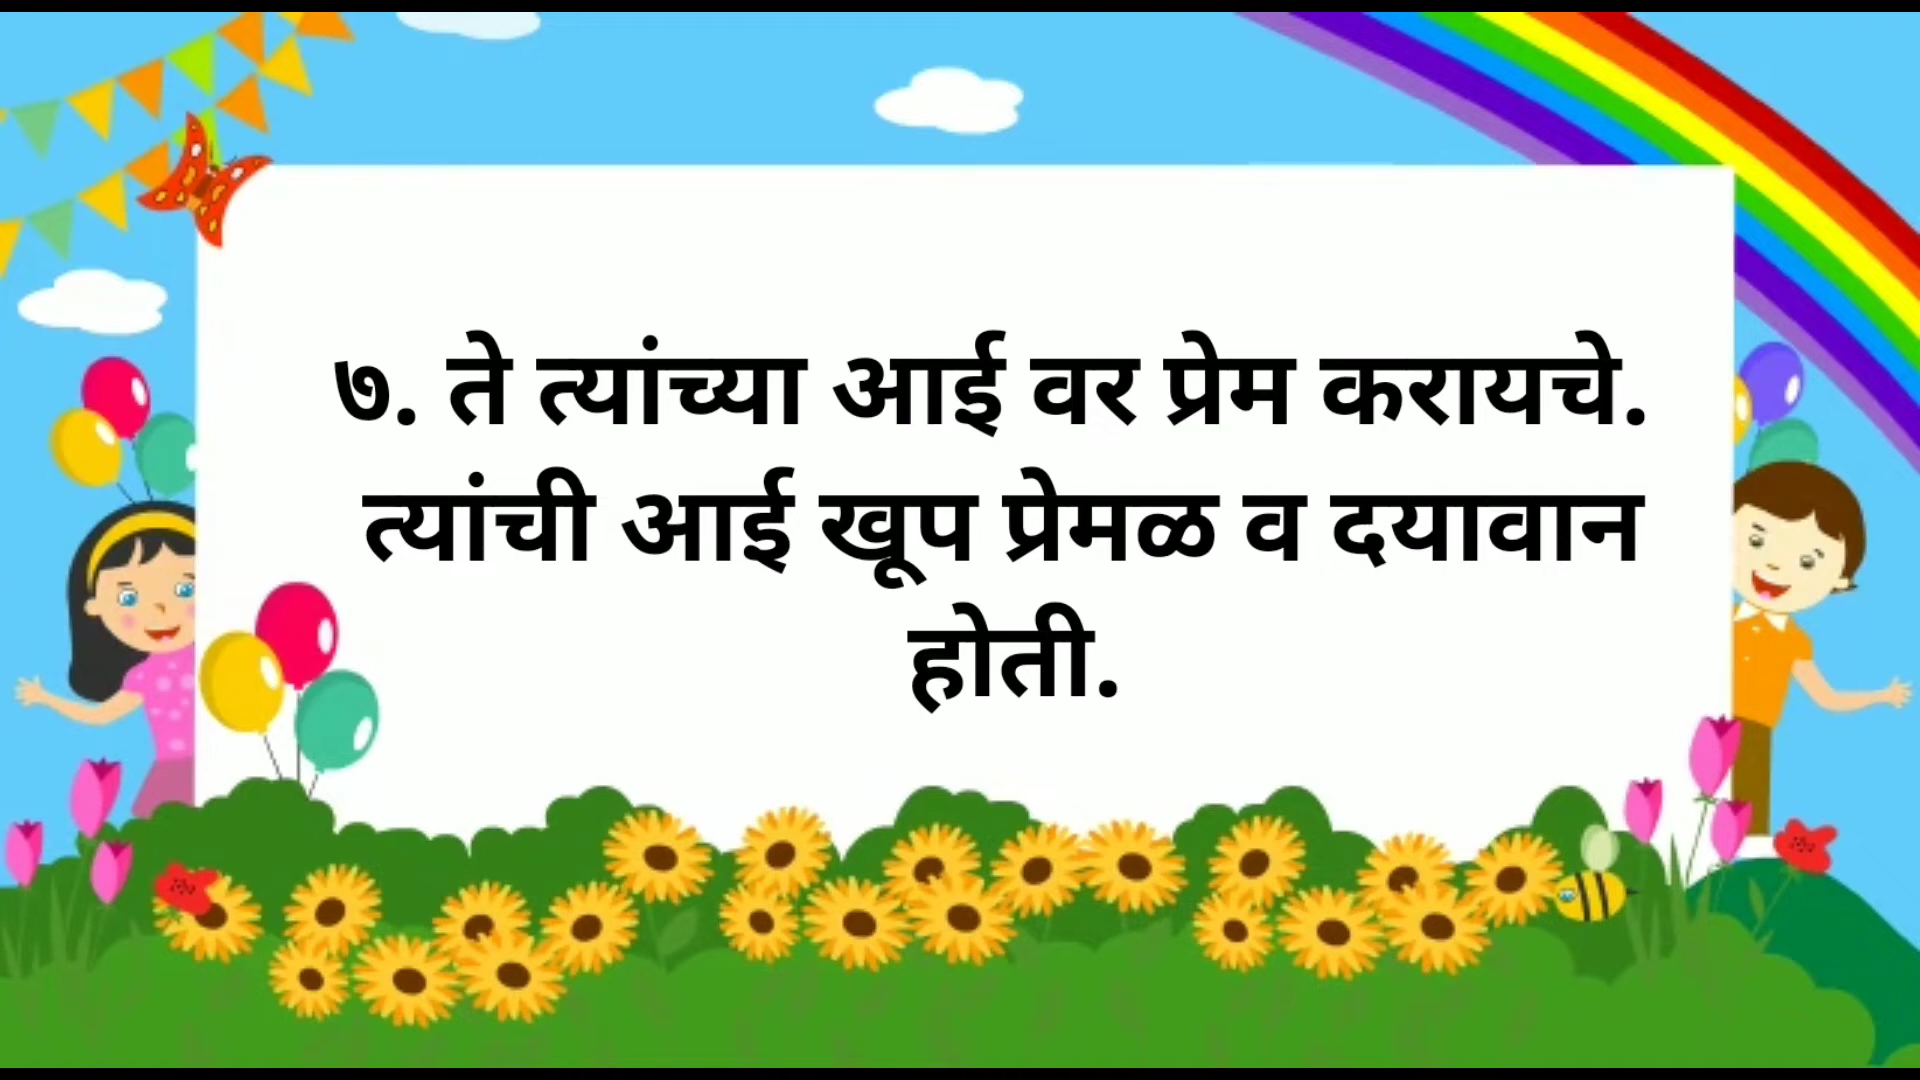 ७. ते त्यांच्या आई वर प्रेम करायचे.
त्यांची आई खूप प्रेमळ व दयावान
होती.